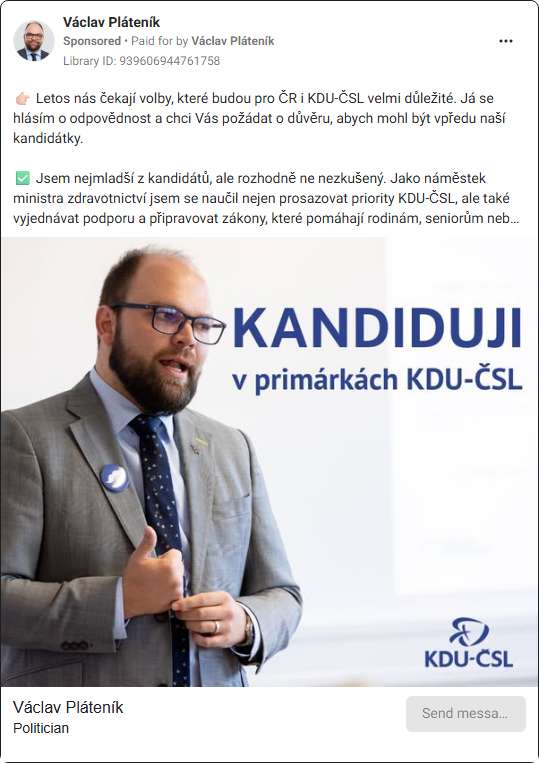 Václav Pláteník
Sponsored • Paid for by Václav Pláteník
Library ID: 939606944761758
👉🏻 Letos nás čekají volby, které budou pro ČR i KDU-ČSL velmi důležité. Já se
hlásím o odpovědnost a chci Vás požádat o důvěru, abych mohl být vpředu naší
kandidátky.
✅ Jsem nejmladší z kandidátů, ale rozhodně ne nezkušený. Jako náměstek
ministra zdravotnictví jsem se naučil nejen prosazovat priority KDU-ČSL, ale také
vyjednávat podporu a připravovat zákony, které pomáhají rodinám, seniorům neb...
KANDIDUJI
v primárkách KDU-ČSL
KDU-ČSL
Václav Pláteník
Politician
Send messa...